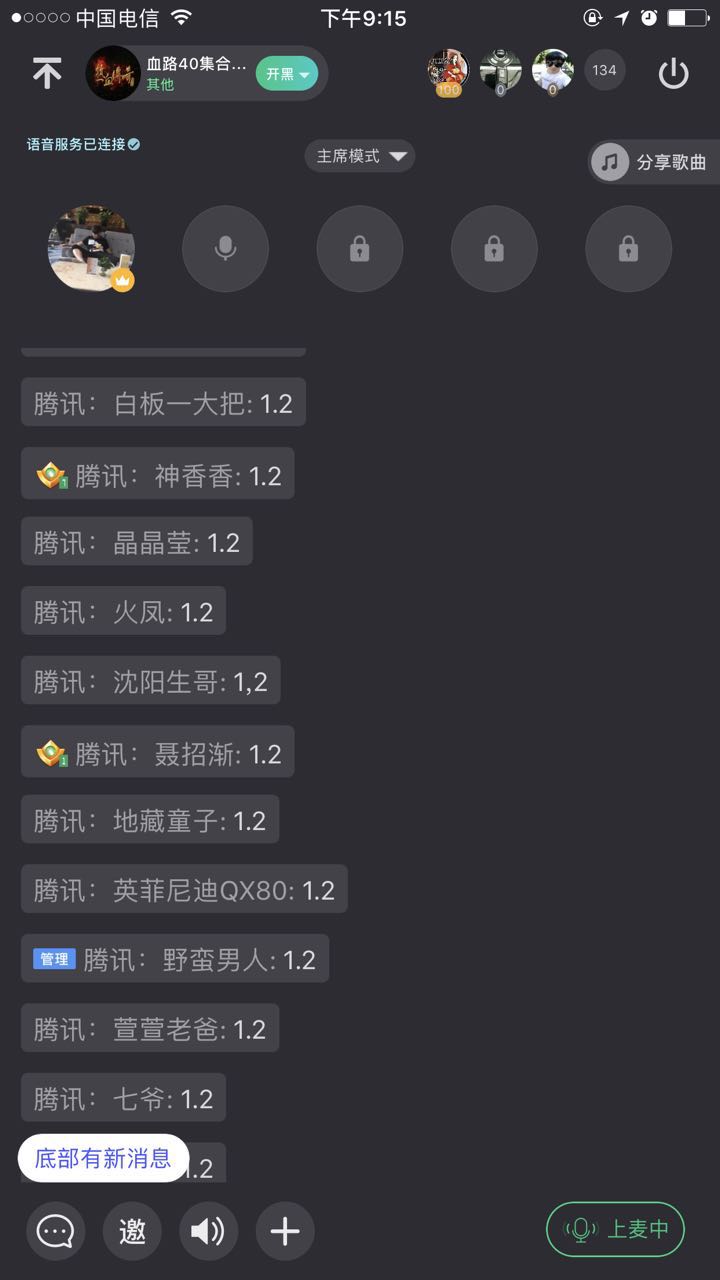 中国电信 下午9:15
血路40集合... 开黑
其他
100 0 0 134
语音服务已连接 主席模式 分享歌曲
腾讯：白板一大把: 1.2
1 腾讯：神香香: 1.2
腾讯：晶晶莹: 1.2
腾讯：火凤: 1.2
腾讯：沈阳生哥: 1,2
1 腾讯：聂招渐: 1.2
腾讯：地藏童子: 1.2
腾讯：英菲尼迪QX80: 1.2
管理 腾讯：野蛮男人: 1.2
腾讯：萱萱老爸: 1.2
腾讯：七爷: 1.2
底部有新消息 1.2
邀 上麦中